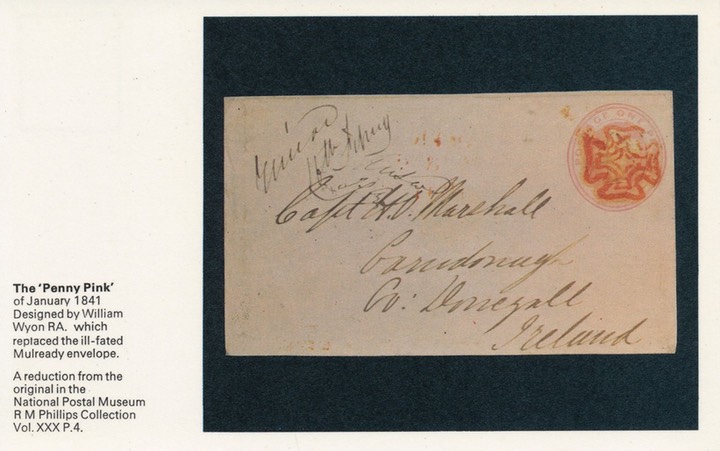 The 'Penny Pink'
of January 1841
Designed by William
Wyon RA. which
replaced the ill-fated
Mulready envelope.
A reduction from the
original in the
National Postal Museum
R M Phillips Collection
Vol. XXX P.4.
Capt H. Marshall
Carndonagh
Co: Donegall
Ireland